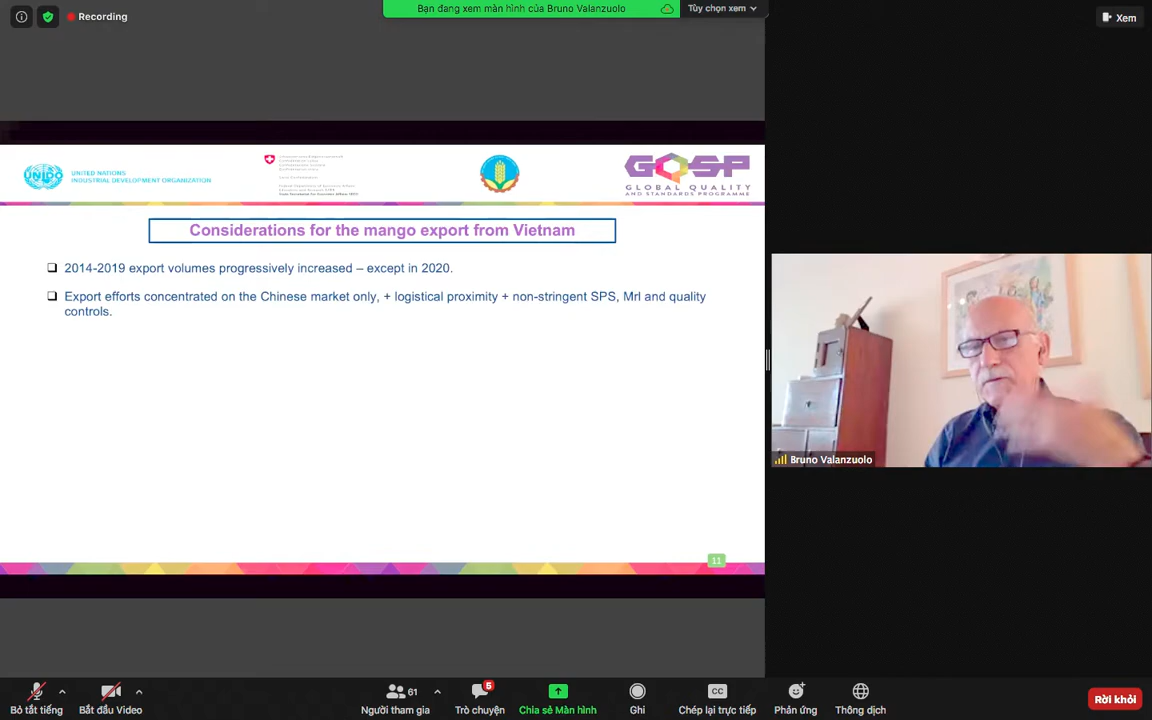 Recording
Bạn đang xem màn hình của Bruno Valanzuolo
Tùy chọn xem
Xem
UNIDO
UNITED NATIONS
INDUSTRIAL DEVELOPMENT ORGANIZATION
GQSP
GLOBAL QUALITY
AND STANDARDS PROGRAMME
Considerations for the mango export from Vietnam
2014-2019 export volumes progressively increased – except in 2020.
Export efforts concentrated on the Chinese market only, + logistical proximity + non-stringent SPS, Mrl and quality
controls.
11
Bruno Valanzuolo
Bỏ tắt tiếng
Bắt đầu Video
61
Người tham gia
5
Trò chuyện
Chia sẻ Màn hình
Ghi
CC
Chép lại trực tiếp
Phản ứng
Thông dịch
Rời khỏi